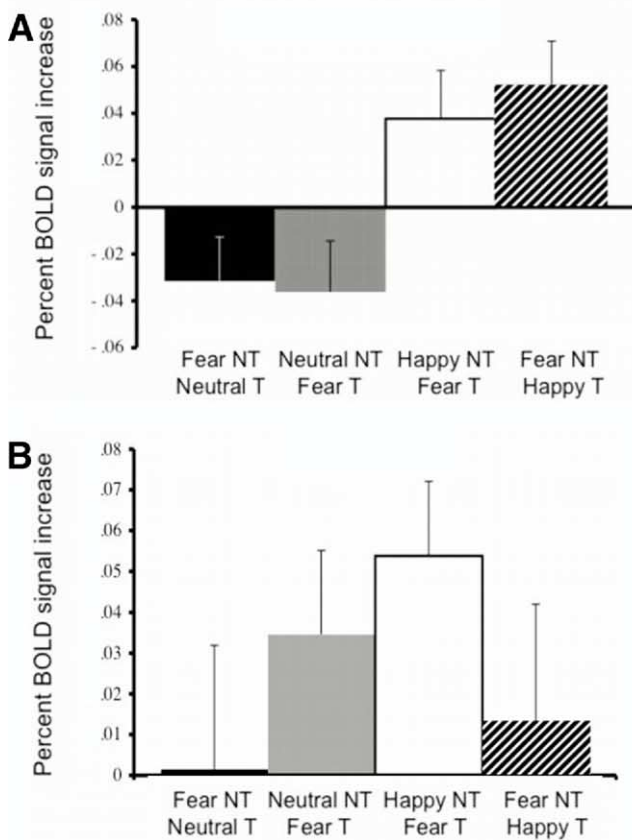 A
Percent BOLD signal increase
.08
.06
.04
.02
0
- .02
- .04
- .06
Fear NT Neutral NT Happy NT Fear NT
Neutral T Fear T Fear T Happy T
B
Percent BOLD signal increase
.08
.07
.06
.05
.04
.03
.02
.01
0
Fear NT Neutral NT Happy NT Fear NT
Neutral T Fear T Fear T Happy T